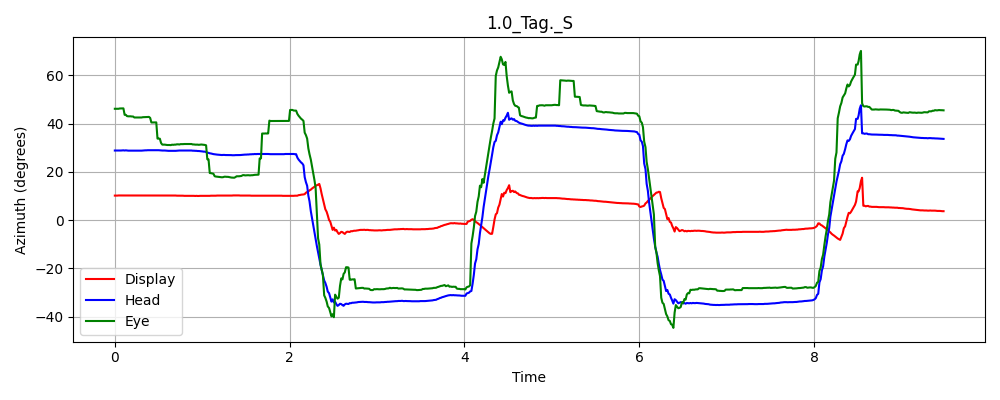 1.0_Tag._S
Azimuth (degrees)
60
40
20
0
−20
−40
Display
Head
Eye
0 2 4 6 8
Time